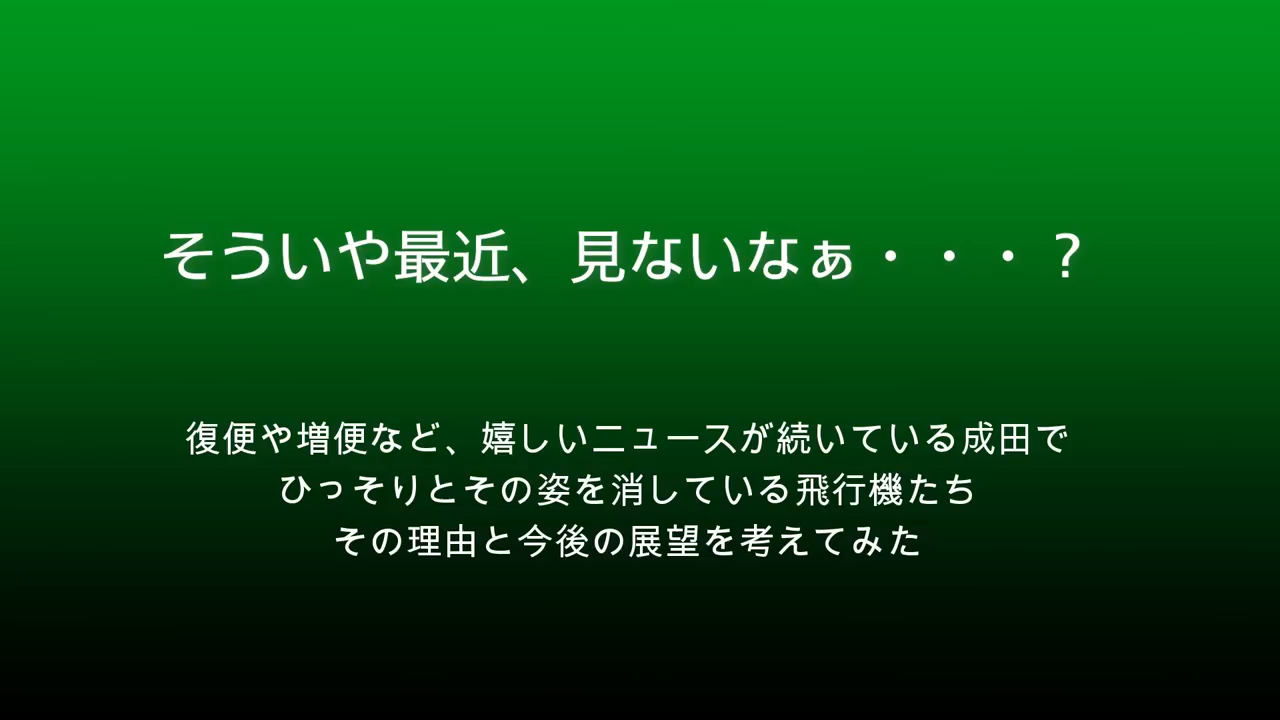 そういや最近、見ないなぁ・・・？
復便や増便など、嬉しいニュースが続いている成田で
ひっそりとその姿を消している飛行機たち
その理由と今後の展望を考えてみた